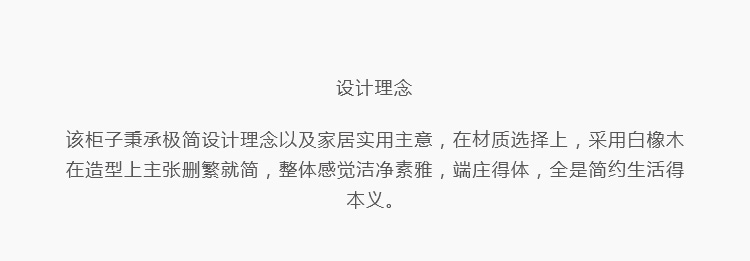 设计理念
该柜子秉承极简设计理念以及家居实用主意，在材质选择上，采用白橡木
在造型上主张删繁就简，整体感觉洁净素雅，端庄得体，全是简约生活得
本义。